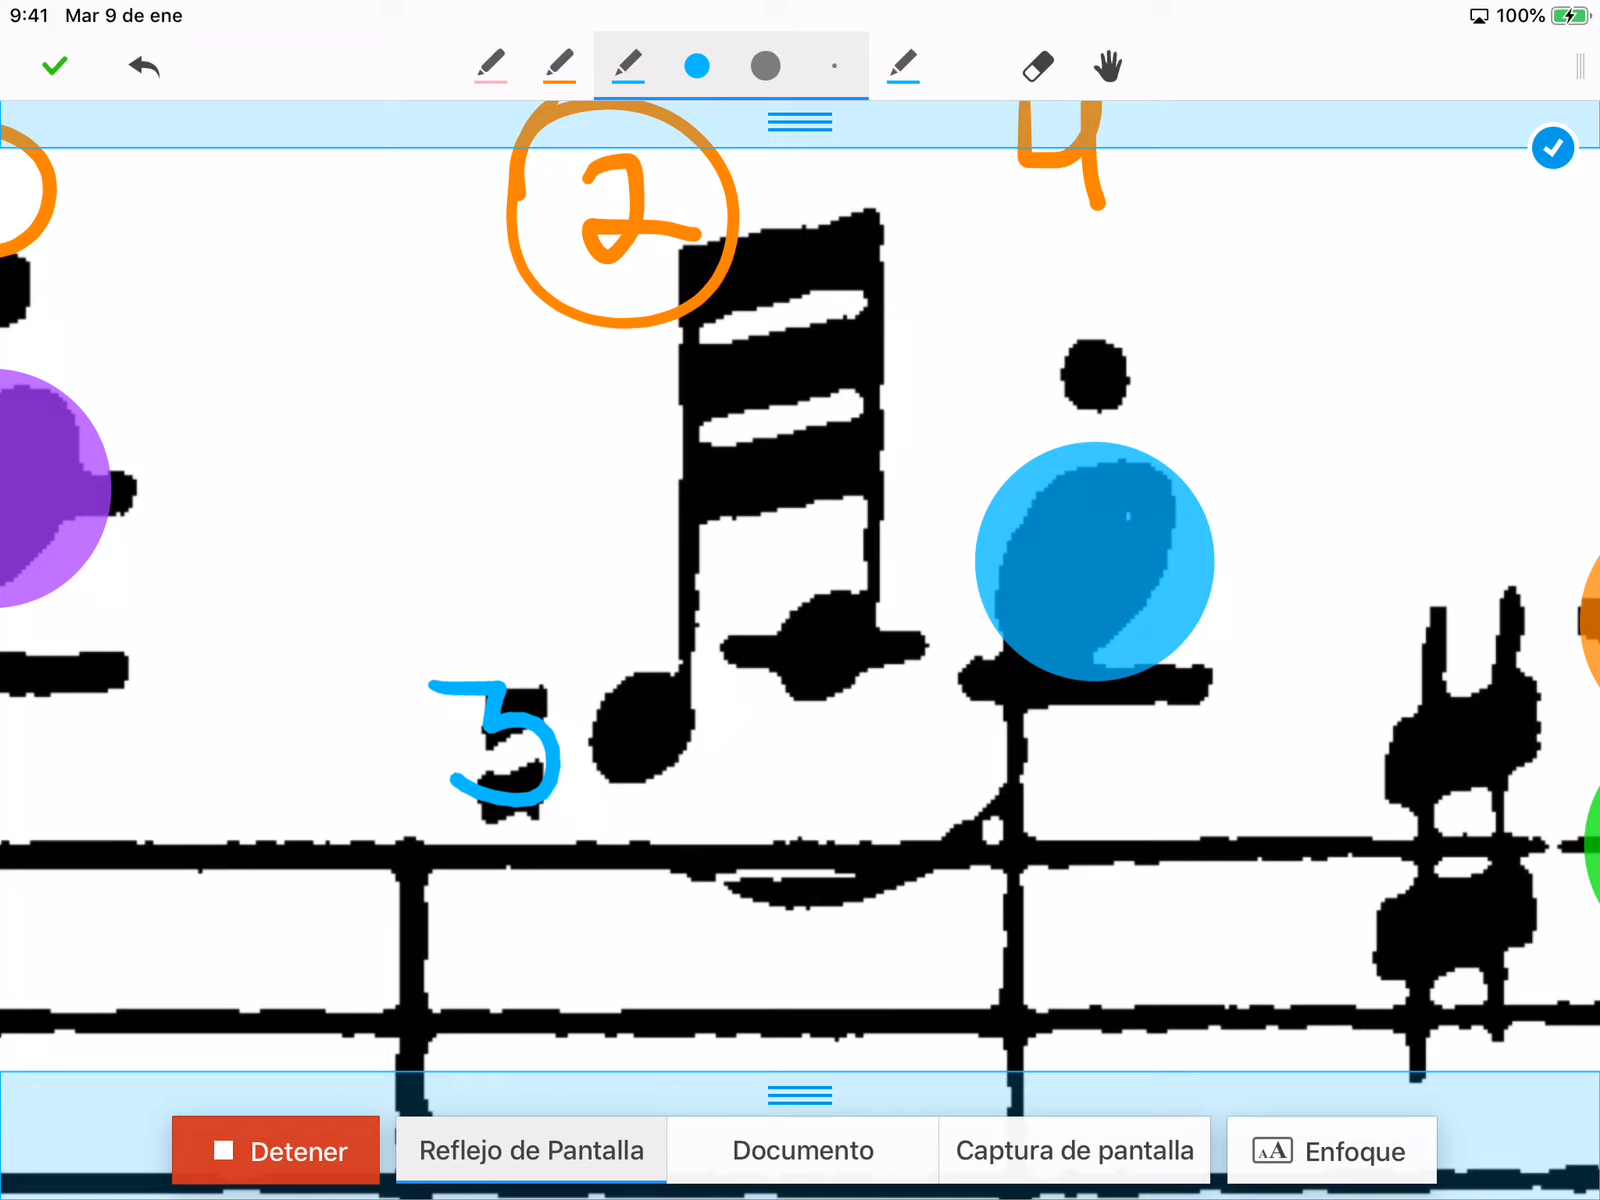 9:41 Mar 9 de ene 100%
2 4
3
Detener Reflejo de Pantalla Documento Captura de pantalla AA Enfoque